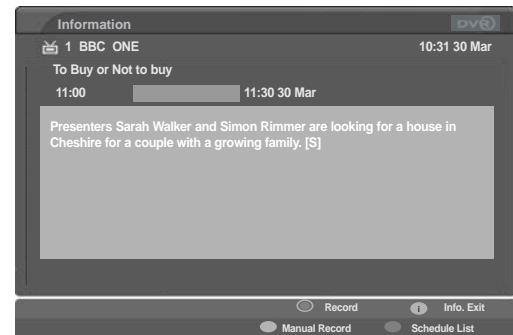 Information
DVR
1 BBC ONE 10:31 30 Mar
To Buy or Not to buy
11:00 11:30 30 Mar
Presenters Sarah Walker and Simon Rimmer are looking for a house in
Cheshire for a couple with a growing family. [S]
Record i Info. Exit
Manual Record Schedule List